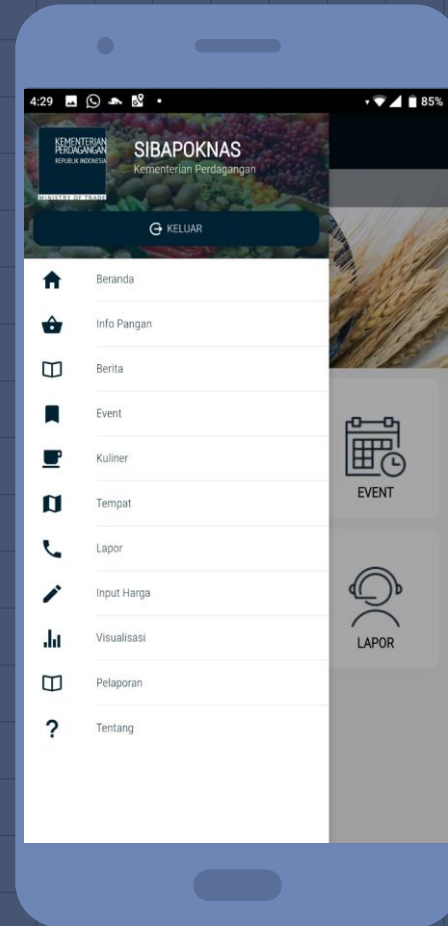 4:29
85%
KEMENTERIAN
PERDAGANGAN
REPUBLIK INDONESIA
MINISTRY OF TRADE
SIBAPOKNAS
Kementerian Perdagangan
KELUAR
Beranda
Info Pangan
Berita
Event
Kuliner
Tempat
Lapor
Input Harga
Visualisasi
Pelaporan
Tentang
EVENT
LAPOR